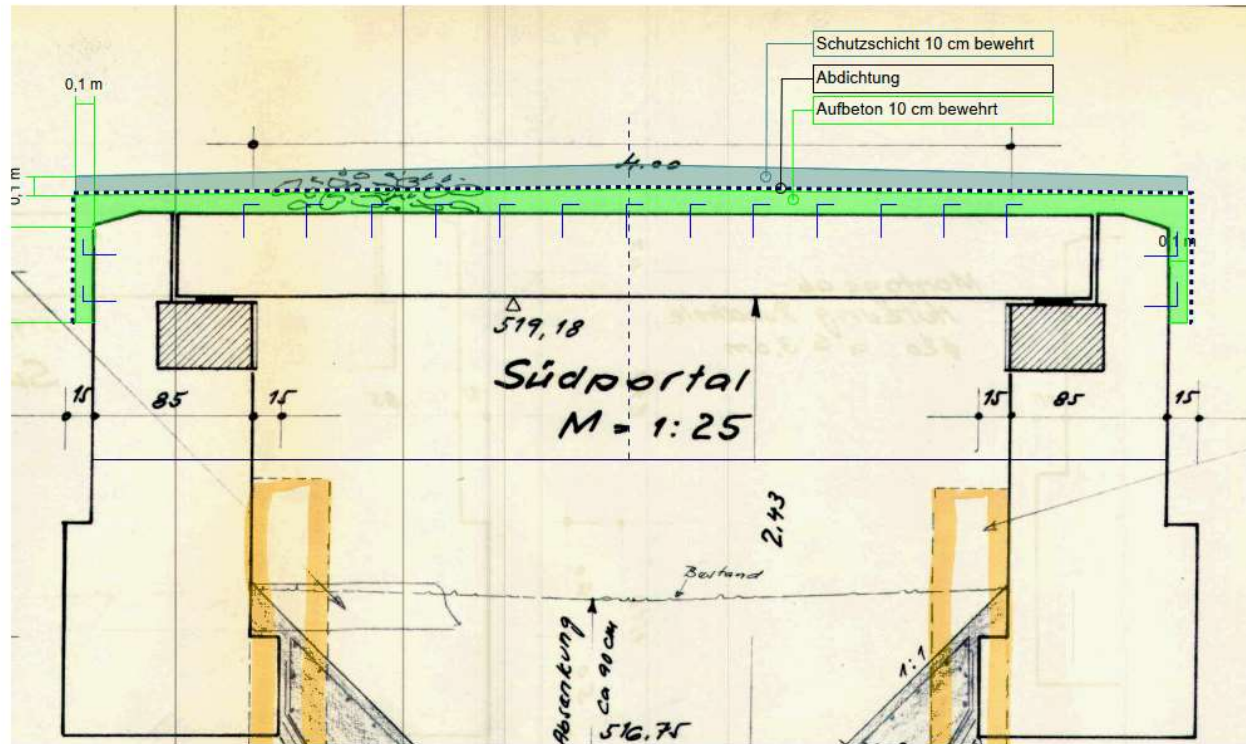 Schutzschicht 10 cm bewehrt
0,1 m
Abdichtung
Aufbeton 10 cm bewehrt
4.00
0,1 m
0,1 m
519,18
Südportal
M = 1:25
15
85
15
15
85
15
2.43
Bestand
Absenkung
ca 90 cm
1:1
516.75